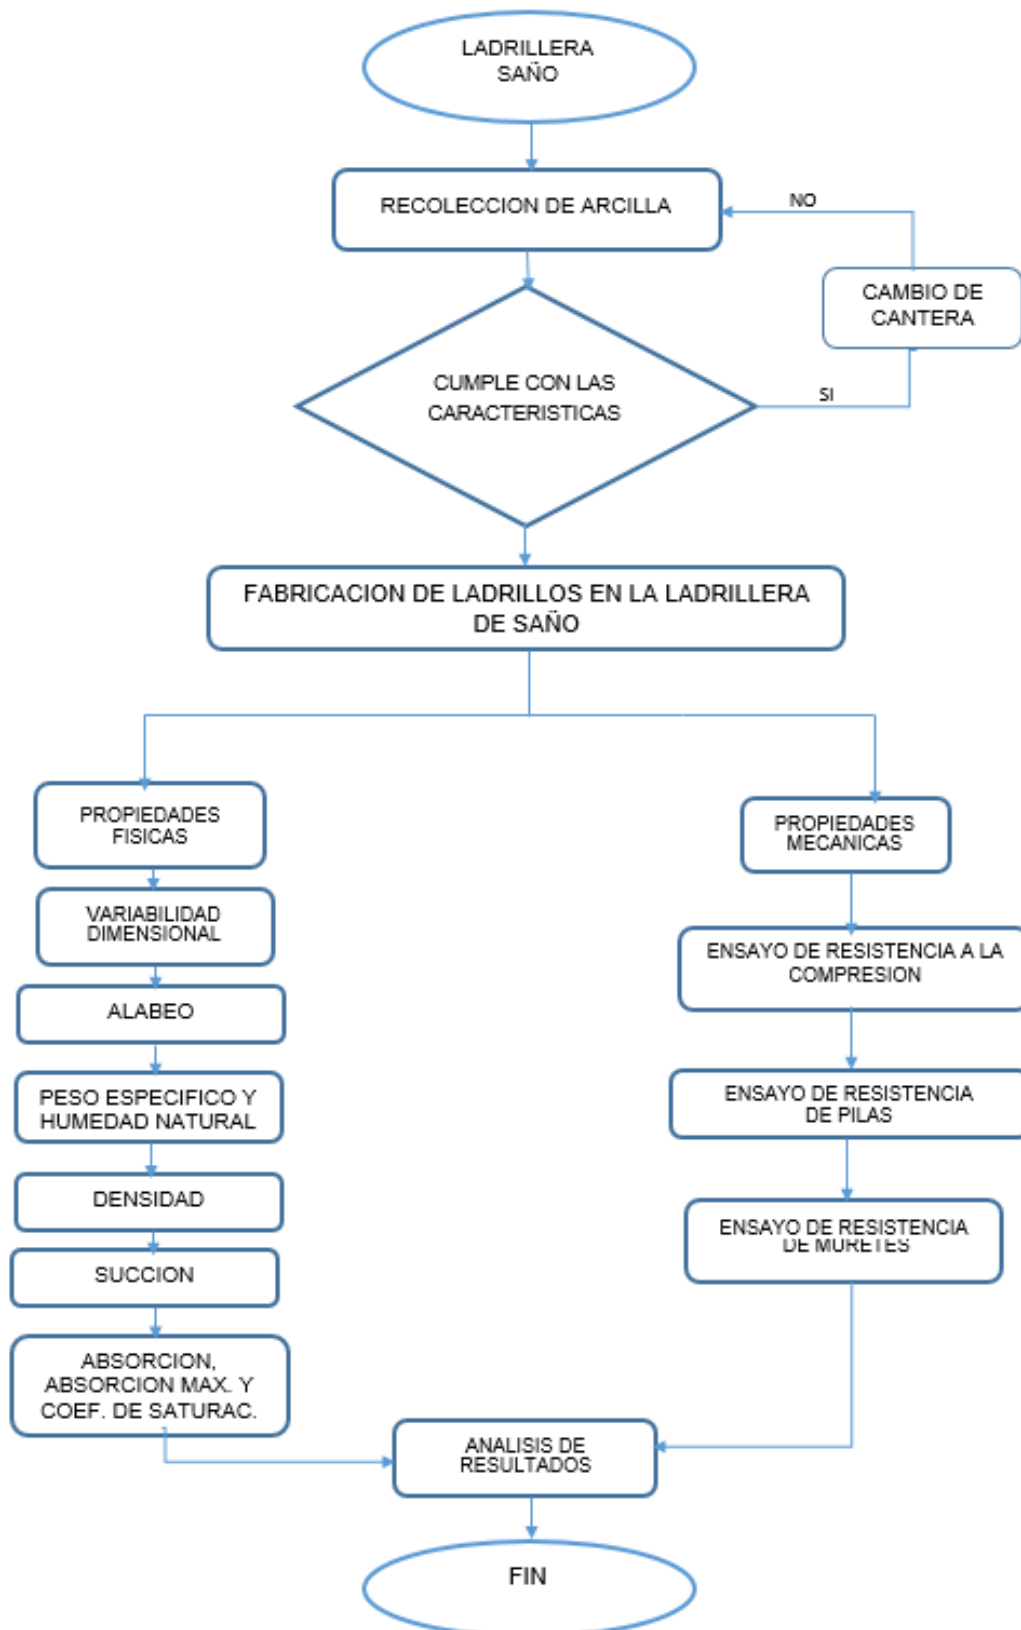 LADRILLERA
SAÑO
RECOLECCION DE ARCILLA
NO
CAMBIO DE
CANTERA
CUMPLE CON LAS
CARACTERISTICAS
SI
FABRICACION DE LADRILLOS EN LA LADRILLERA
DE SAÑO
PROPIEDADES
FISICAS
VARIABILIDAD
DIMENSIONAL
ALABEO
PESO ESPECIFICO Y
HUMEDAD NATURAL
DENSIDAD
SUCCION
ABSORCION,
ABSORCION MAX. Y
COEF. DE SATURAC.
PROPIEDADES
MECANICAS
ENSAYO DE RESISTENCIA A LA
COMPRESION
ENSAYO DE RESISTENCIA
DE PILAS
ENSAYO DE RESISTENCIA
DE MURETES
ANALISIS DE
RESULTADOS
FIN